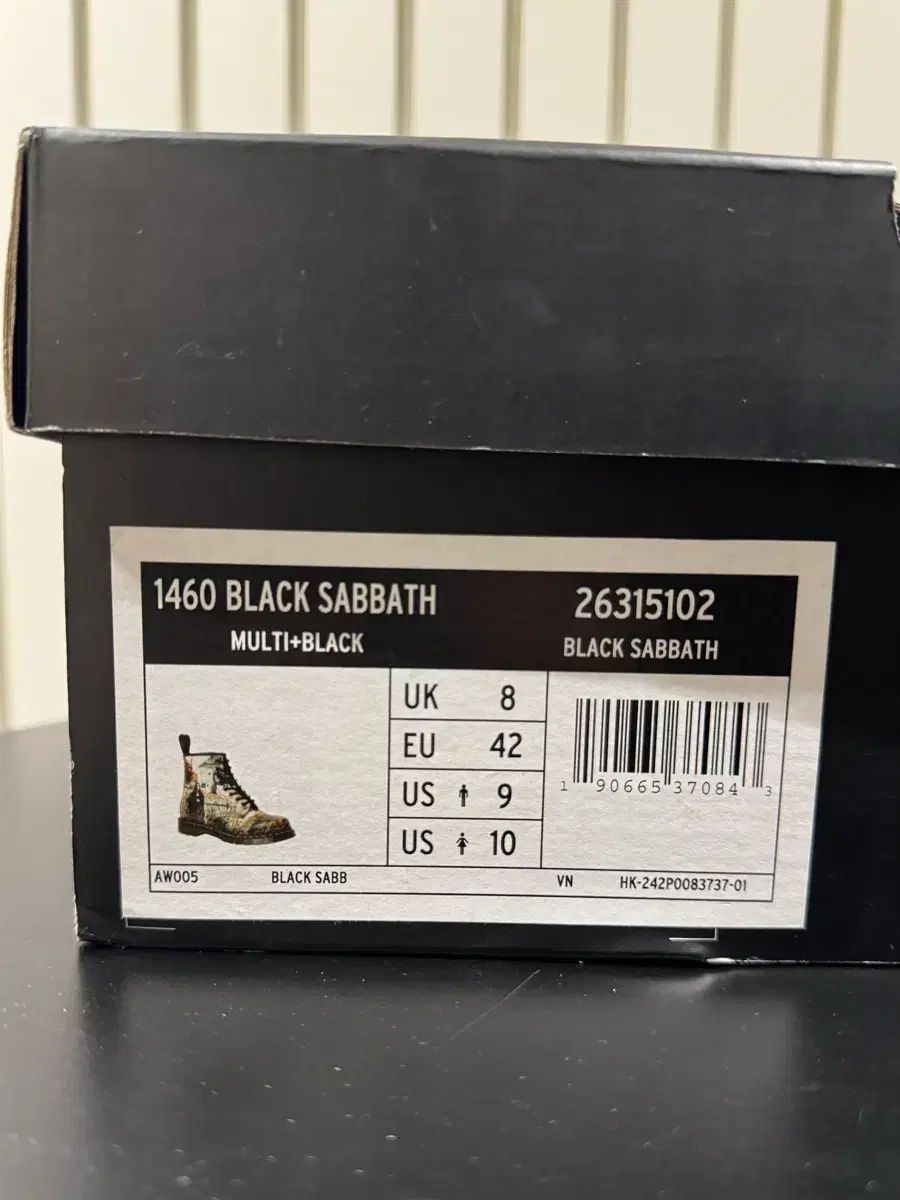 1460 BLACK SABBATH
MULTI+BLACK
26315102
BLACK SABBATH
UK 8
EU 42
US 9
US 10
1 90665 37084 3
AW005 BLACK SABB VN HK-242P0083737-01